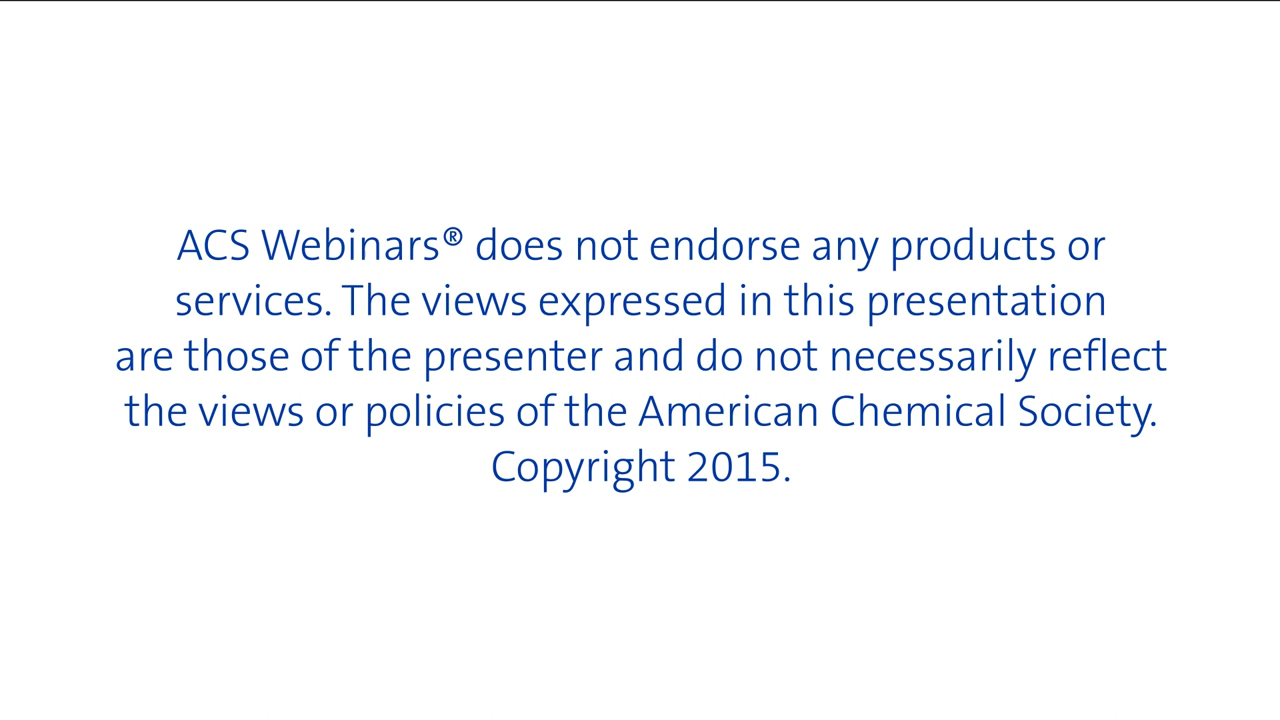 ACS Webinars® does not endorse any products or
services. The views expressed in this presentation
are those of the presenter and do not necessarily reflect
the views or policies of the American Chemical Society.
Copyright 2015.